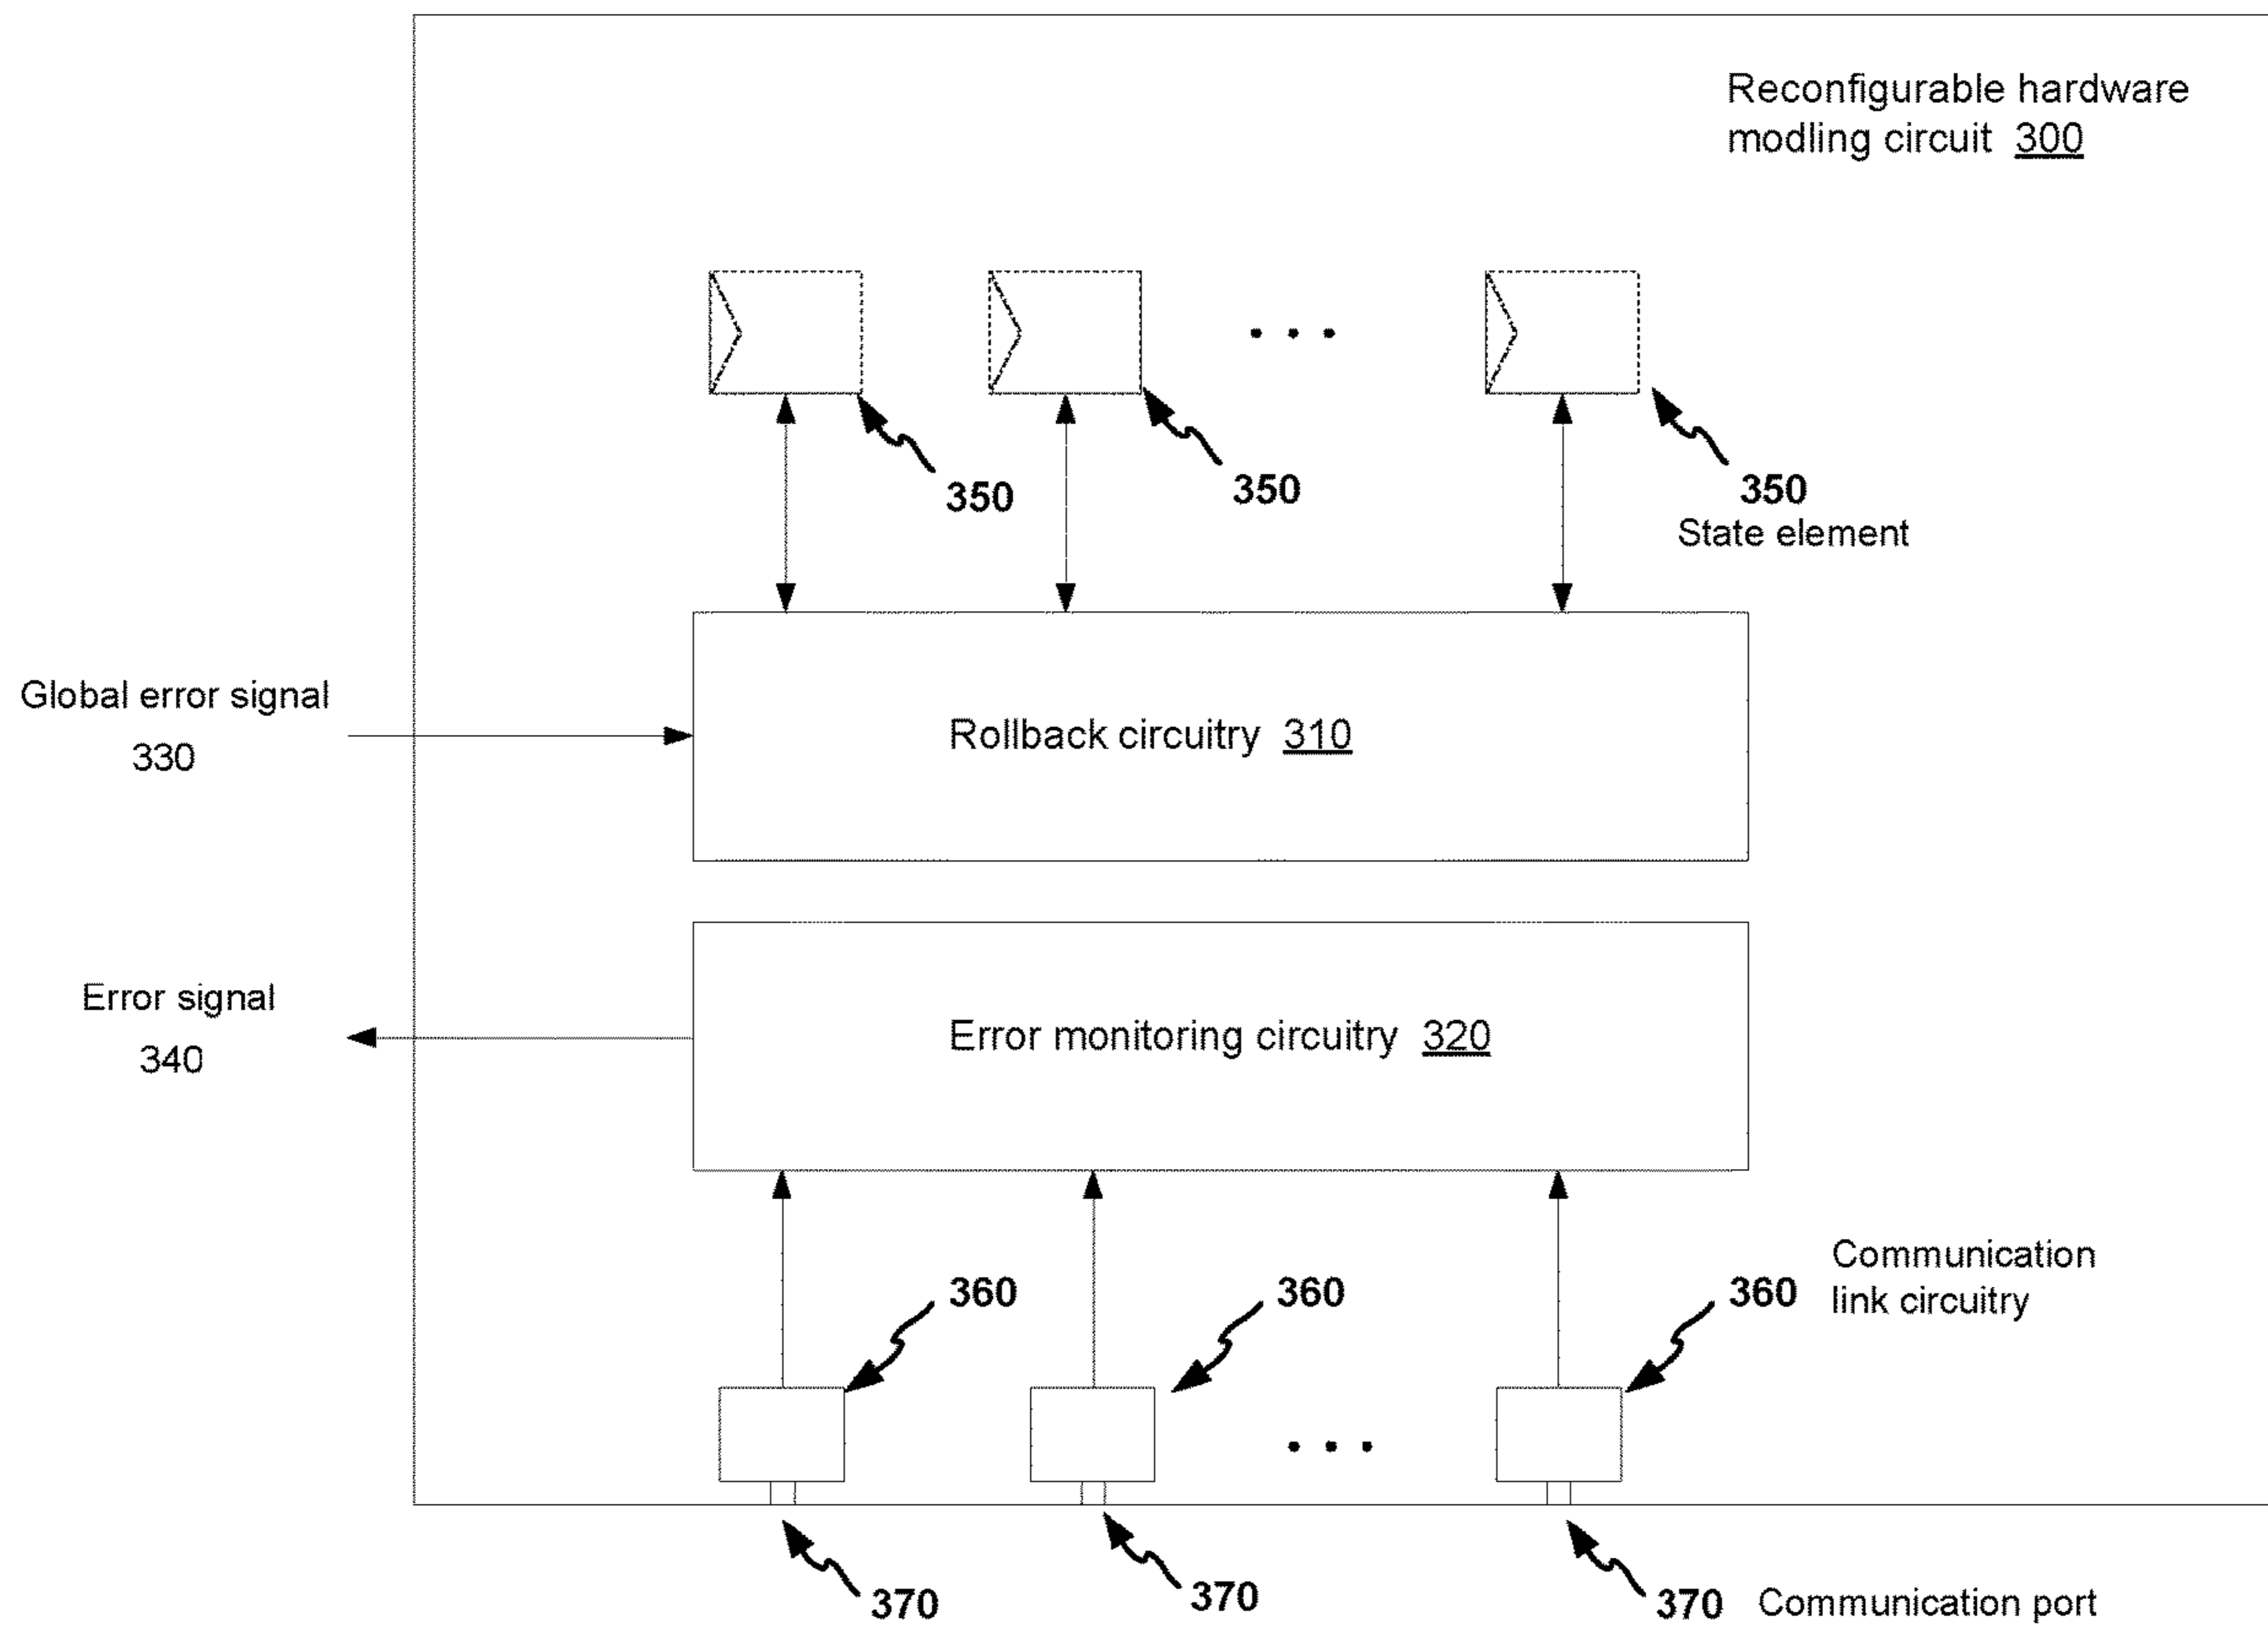 Reconfigurable hardware
modling circuit 300
350
350
350
State element
Global error signal
330
Rollback circuitry 310
Error signal
340
Error monitoring circuitry 320
Communication
link circuitry
360
360
360
370
370
370 Communication port